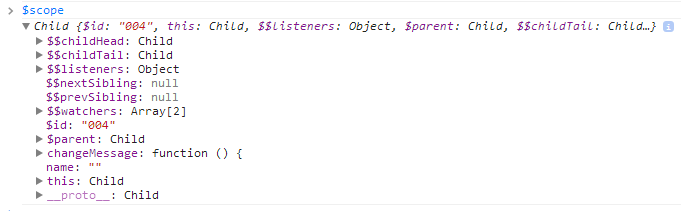 > $scope
▼ Child {$id: "004", this: Child, $$listeners: Object, $parent: Child, $$childTail: Child…} i
▶ $$childHead: Child
▶ $$childTail: Child
▶ $$listeners: Object
$$nextSibling: null
$$prevSibling: null
▶ $$watchers: Array[2]
$id: "004"
▶ $parent: Child
▶ changeMessage: function () {
name: ""
▶ this: Child
▶ __proto__: Child